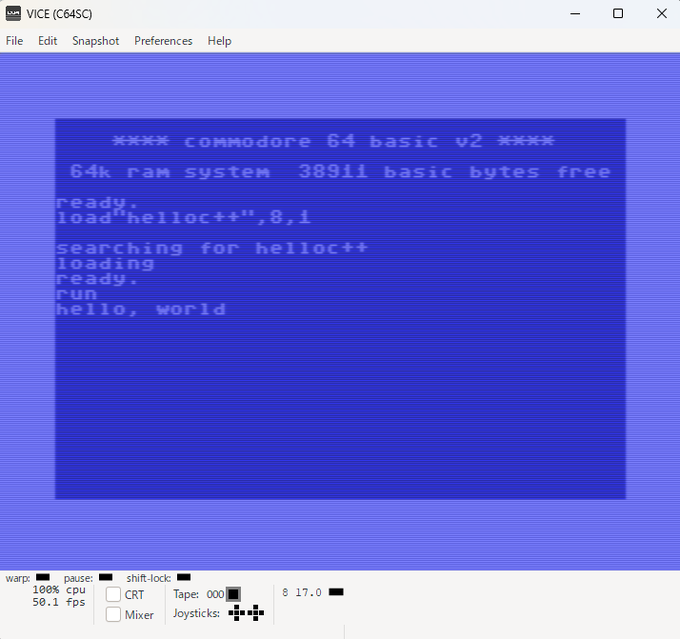 VICE (C64SC)
File Edit Snapshot Preferences Help
**** commodore 64 basic v2 ****
64k ram system 38911 basic bytes free
ready.
load"helloc++",8,1
searching for helloc++
loading
ready.
run
hello, world
warp: pause: shift-lock:
100% cpu
50.1 fps
CRT
Mixer
Tape: 000
Joysticks:
8 17.0